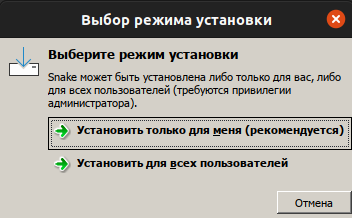 Выбор режима установки
Выберите режим установки
Snake может быть установлена либо только для вас, либо
для всех пользователей (требуются привилегии
администратора).
Установить только для меня (рекомендуется)
Установить для всех пользователей
Отмена